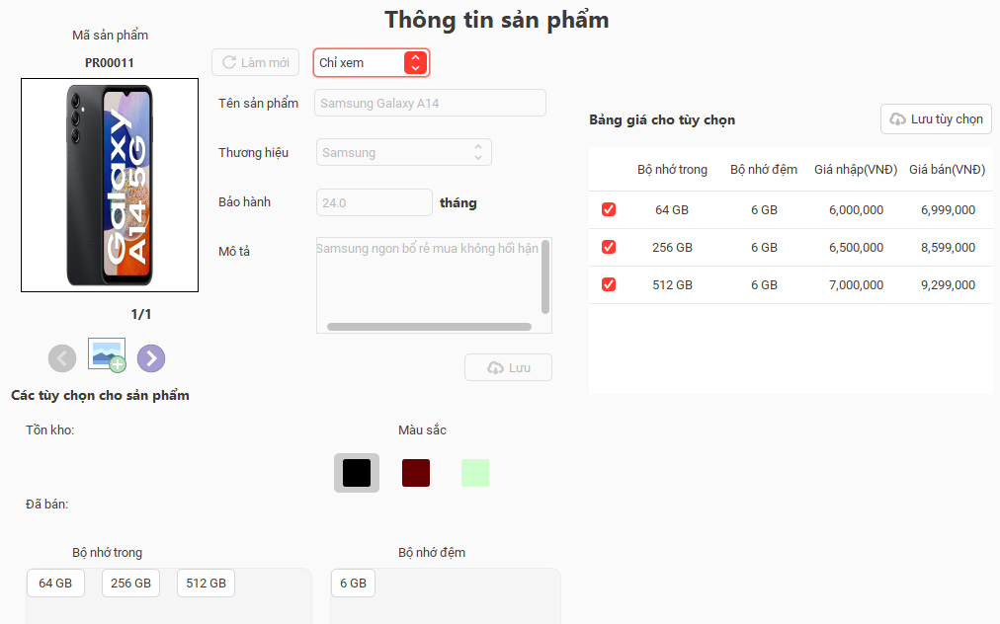 Thông tin sản phẩm
Mã sản phẩm
PR00011
Galaxy
A14 5G
1/1
Làm mới
Chỉ xem
Tên sản phẩm
Samsung Galaxy A14
Thương hiệu
Samsung
Bảo hành
24.0
tháng
Mô tả
Samsung ngon bổ rẻ mua không hối hận
Lưu
Bảng giá cho tùy chọn
Lưu tùy chọn
Bộ nhớ trong Bộ nhớ đệm Giá nhập(VNĐ) Giá bán(VNĐ)
64 GB 6 GB 6,000,000 6,999,000
256 GB 6 GB 6,500,000 8,599,000
512 GB 6 GB 7,000,000 9,299,000
Các tùy chọn cho sản phẩm
Tồn kho:
Màu sắc
Đã bán:
Bộ nhớ trong
64 GB 256 GB 512 GB
Bộ nhớ đệm
6 GB